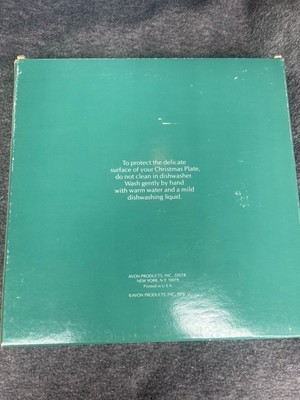 To protect the delicate
surface of your Christmas Plate,
do not clean in dishwasher.
Wash gently by hand
with warm water and a mild
dishwashing liquid.
AVON PRODUCTS, INC.
NEW YORK, N.Y.
Printed in U.S.A.
© AVON PRODUCTS, INC.